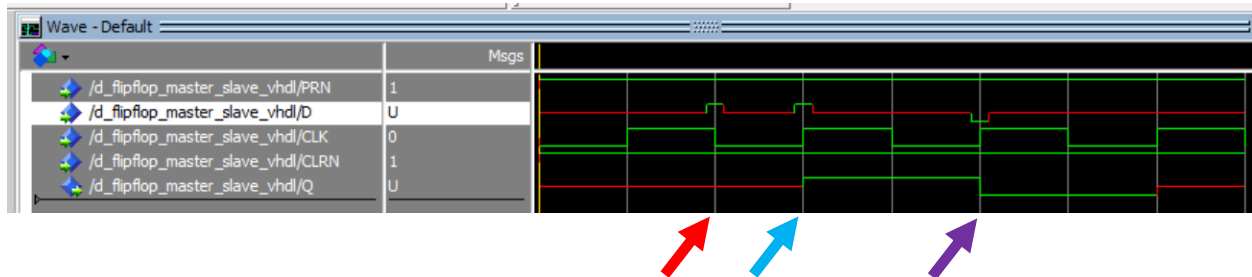 Wave - Default
Msgs
/d_flipflop_master_slave_vhdl/PRN 1
/d_flipflop_master_slave_vhdl/D U
/d_flipflop_master_slave_vhdl/CLK 0
/d_flipflop_master_slave_vhdl/CLRN 1
/d_flipflop_master_slave_vhdl/Q U